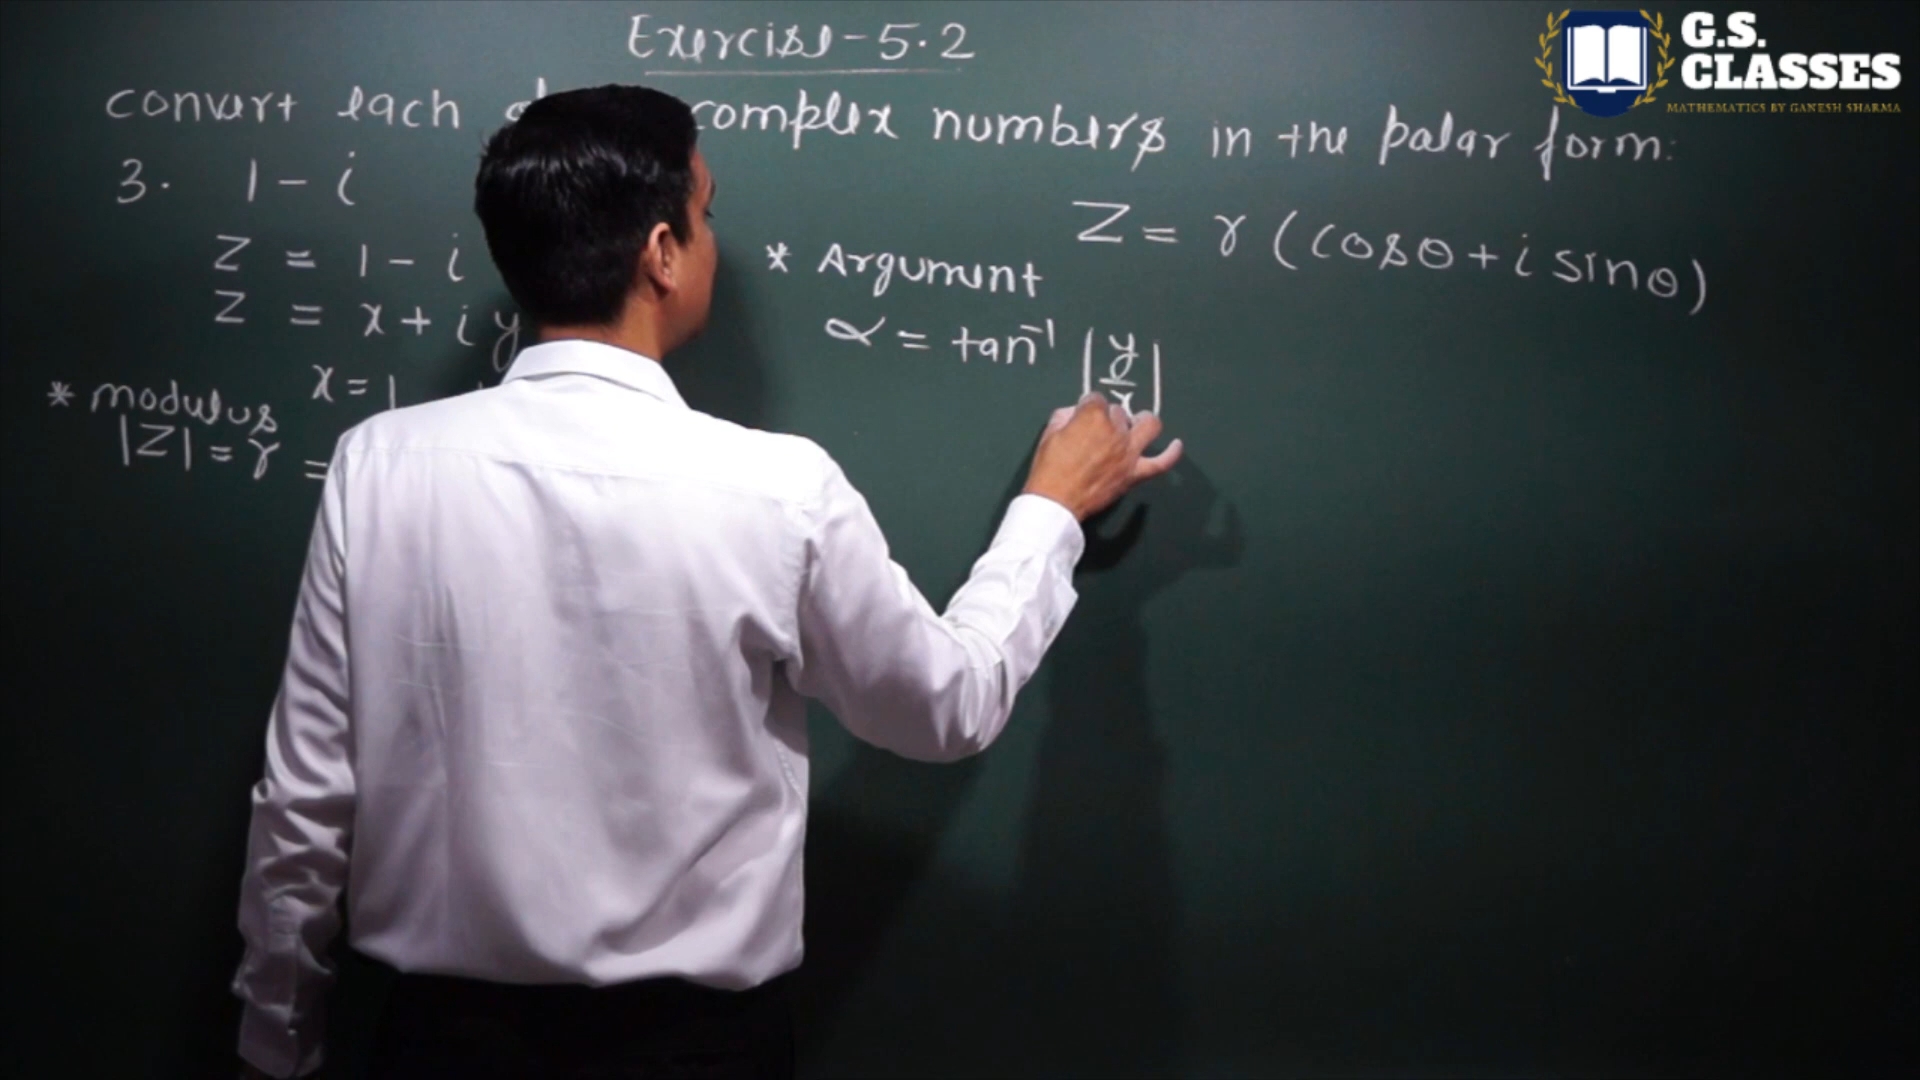 Exercise-5.2
G.S.
CLASSES
MATHEMATICS BY GANESH SHARMA
convert each complex numbers in the polar form:
3. 1 - i
Z = 1 - i
Z = x + i y
x = 1
* modulus
|Z| = r =
* Argument
α = tan⁻¹ |y/x|
Z = r (cosθ + i sinθ)